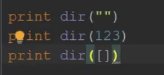 print dir("")
print dir(123)
print dir([])